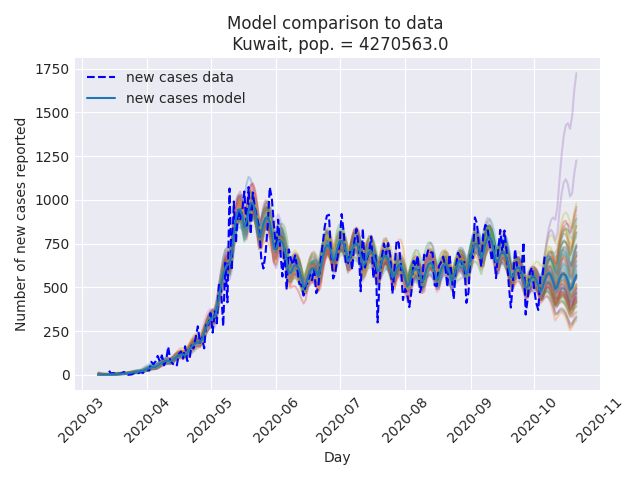 Model comparison to data
Kuwait, pop. = 4270563.0
new cases data
new cases model
Number of new cases reported
1750
1500
1250
1000
750
500
250
0
2020-03
2020-04
2020-05
2020-06
2020-07
2020-08
2020-09
2020-10
2020-11
Day